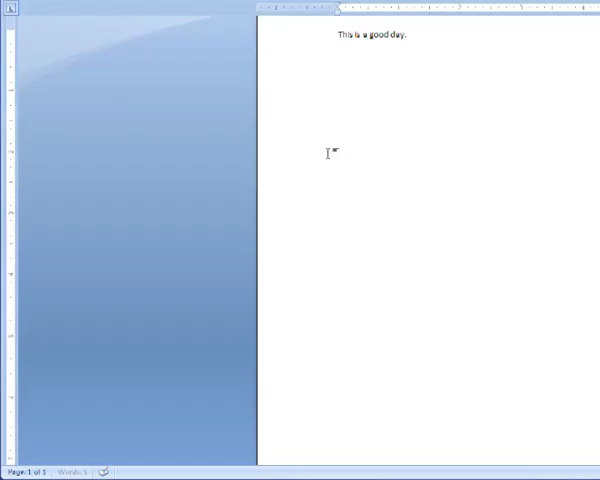 This is a good day.
Page: 1 of 1
Words: 5